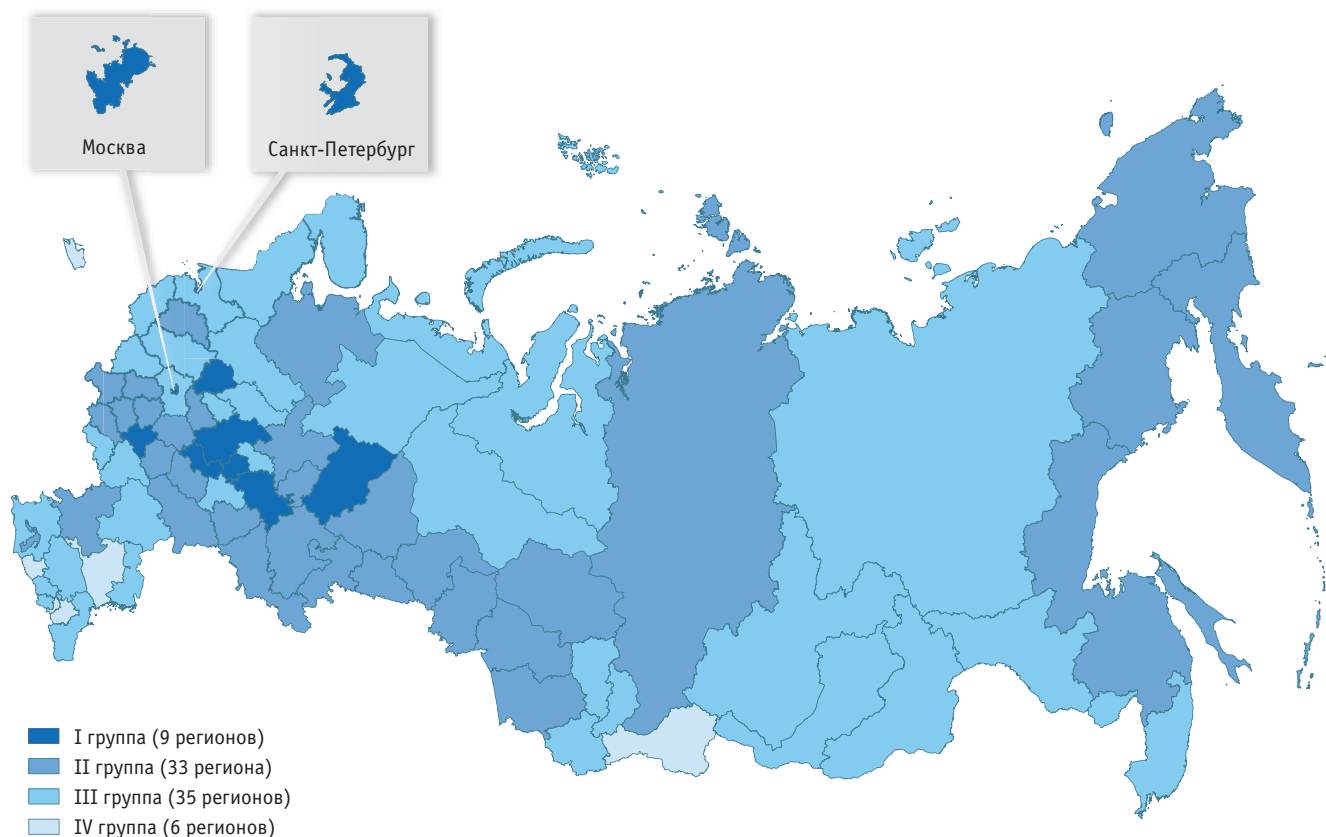 Москва
Санкт-Петербург
I группа (9 регионов)
II группа (33 региона)
III группа (35 регионов)
IV группа (6 регионов)